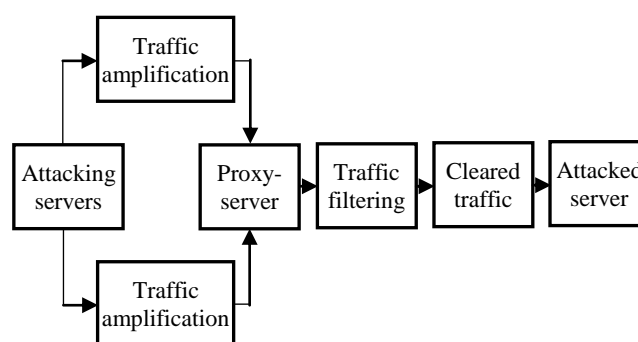 Traffic
amplification
Attacking
servers
Proxy-
server
Traffic
filtering
Cleared
traffic
Attacked
server
Traffic
amplification